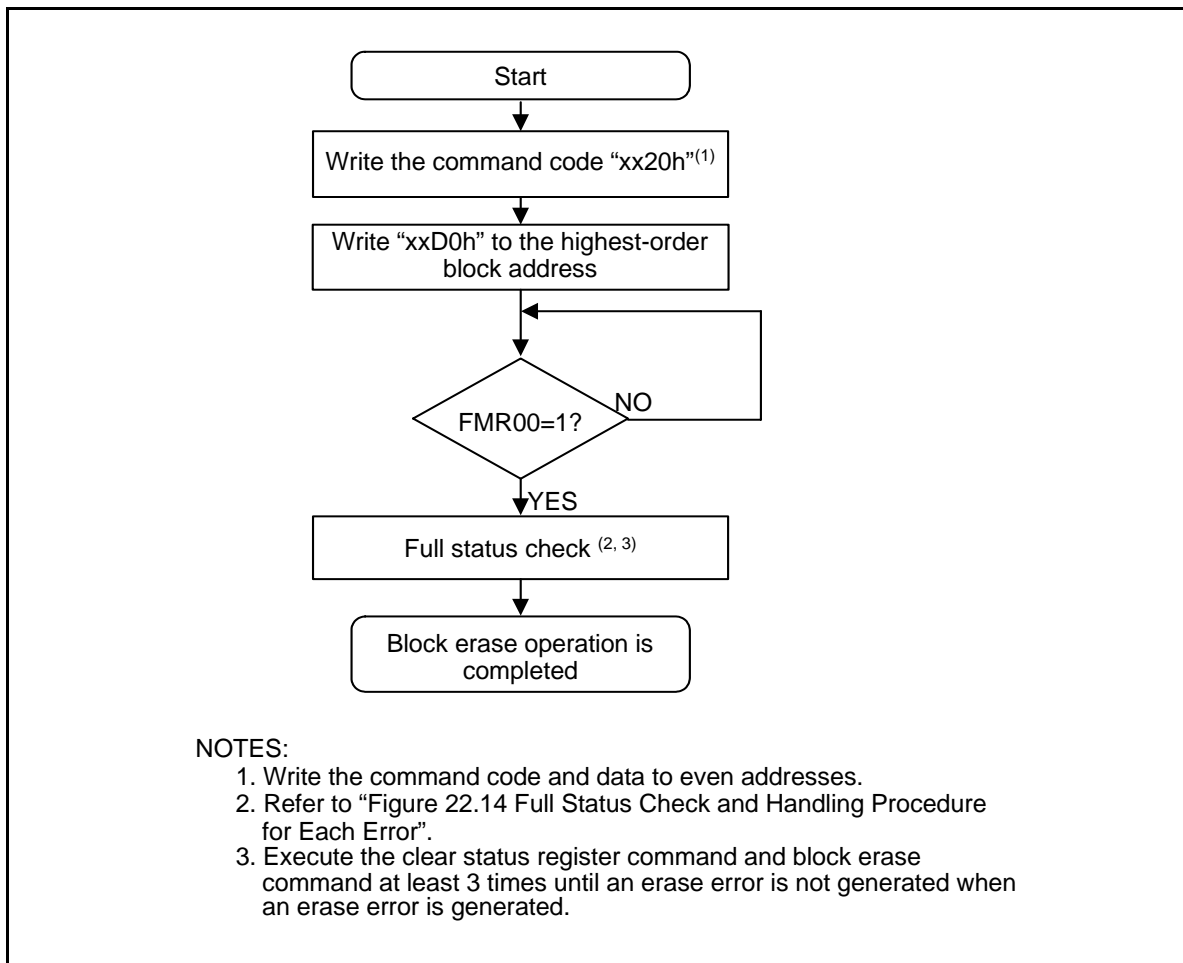 Start
Write the command code “xx20h”(1)
Write “xxD0h” to the highest-order
block address
NO
FMR00=1?
YES
Full status check (2, 3)
Block erase operation is
completed
NOTES:
1. Write the command code and data to even addresses.
2. Refer to “Figure 22.14 Full Status Check and Handling Procedure
for Each Error”.
3. Execute the clear status register command and block erase
command at least 3 times until an erase error is not generated when
an erase error is generated.